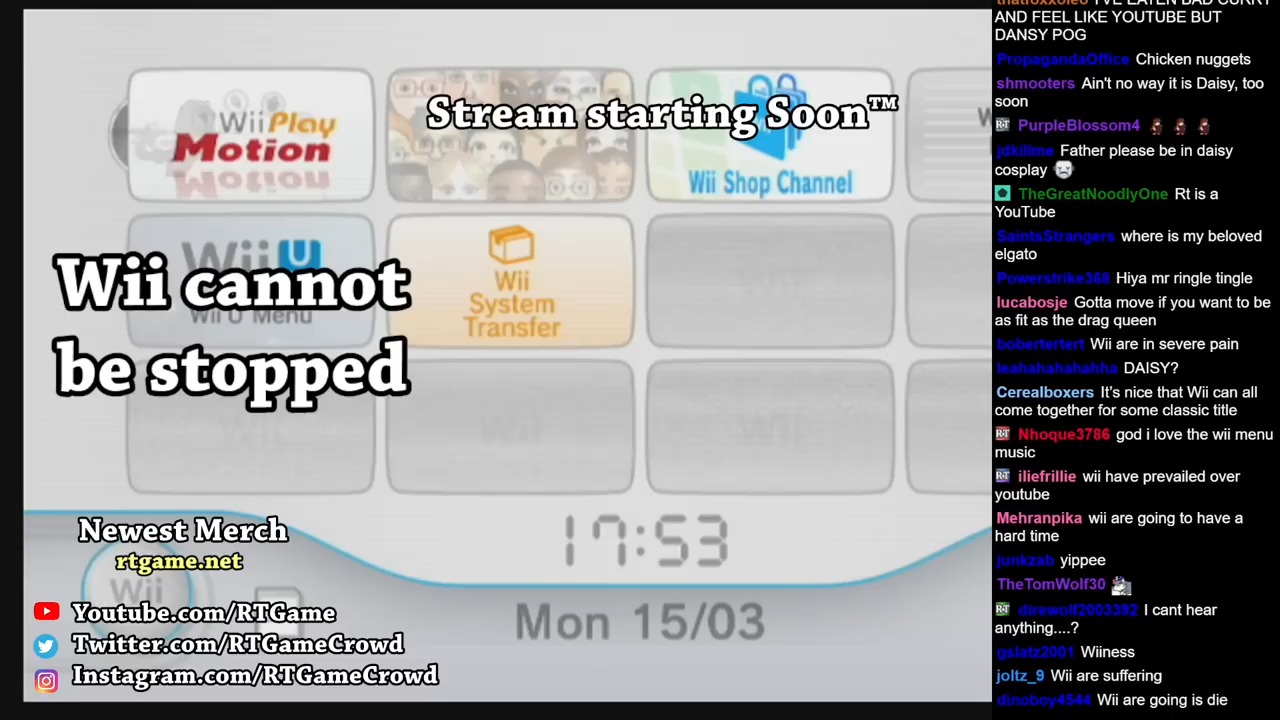 Wii Play
Motion
Stream starting Soon™
Wii Shop Channel
W
Wii U
Wii U Menu
Wii
System
Transfer
Wii cannot
be stopped
Newest Merch
rtgame.net
Wii
17:53
Mon 15/03
Youtube.com/RTGame
Twitter.com/RTGameCrowd
Instagram.com/RTGameCrowd
AND FEEL LIKE YOUTUBE BUT
DANSY POG
PropagandaOffice Chicken nuggets
shmooters Ain't no way it is Daisy, too
soon
RT PurpleBlossom4
jdkillme Father please be in daisy
cosplay
TheGreatNoodlyOne Rt is a
YouTube
SaintsStrangers where is my beloved
elgato
Powerstrike368 Hiya mr ringle tingle
lucabosje Gotta move if you want to be
as fit as the drag queen
bobertertert Wii are in severe pain
leahahahahahha DAISY?
Cerealboxers It's nice that Wii can all
come together for some classic title
RT Nhoque3786 god i love the wii menu
music
RT iliefrillie wii have prevailed over
youtube
Mehranpika wii are going to have a
hard time
junkzab yippee
TheTomWolf30
RT direwolf2003392 I cant hear
anything....?
gslatz2001 Wiiness
joltz_9 Wii are suffering
dinoboy4544 Wii are going is die